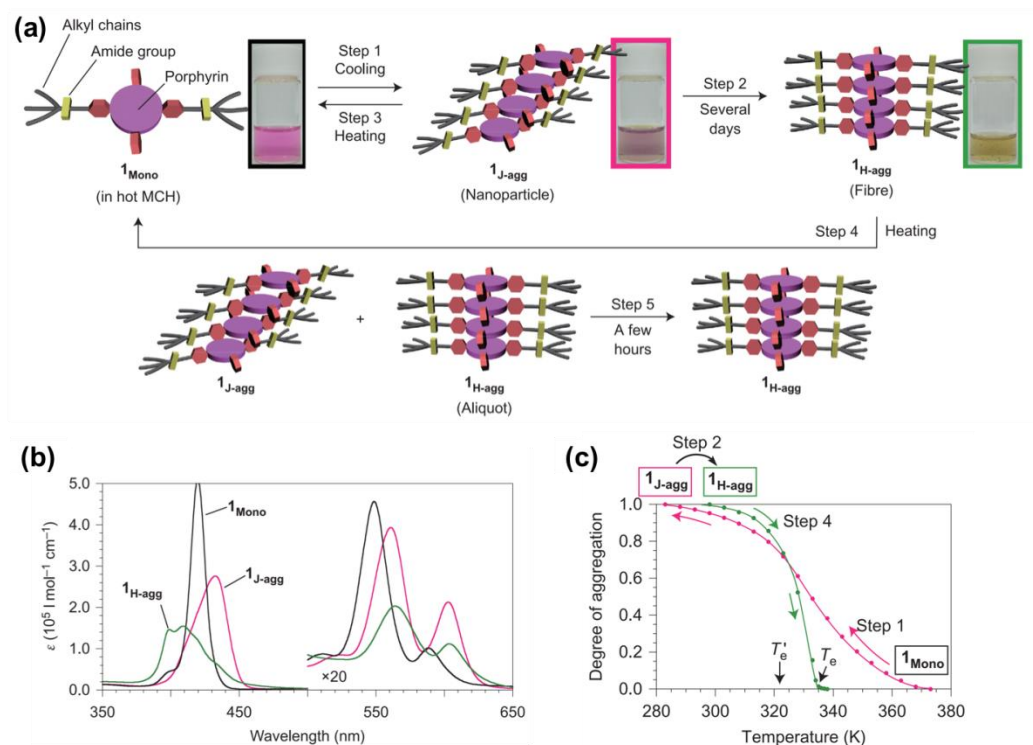 (a)
Alkyl chains
Amide group
Porphyrin
1Mono
(in hot MCH)
Step 1
Cooling
Step 3
Heating
1J-agg
(Nanoparticle)
Step 2
Several
days
1H-agg
(Fibre)
Step 4
Heating
1J-agg
+
1H-agg
(Aliquot)
Step 5
A few
hours
1H-agg
(b)
ε (10⁵ l mol⁻¹ cm⁻¹)
5.0
4.0
3.0
2.0
1.0
0
1Mono
1H-agg
1J-agg
×20
350
450
550
650
Wavelength (nm)
(c)
Step 2
1J-agg
1H-agg
Degree of aggregation
1.0
0.8
0.6
0.4
0.2
0.0
Step 4
Step 1
T'e
Te
1Mono
280
300
320
340
360
380
Temperature (K)